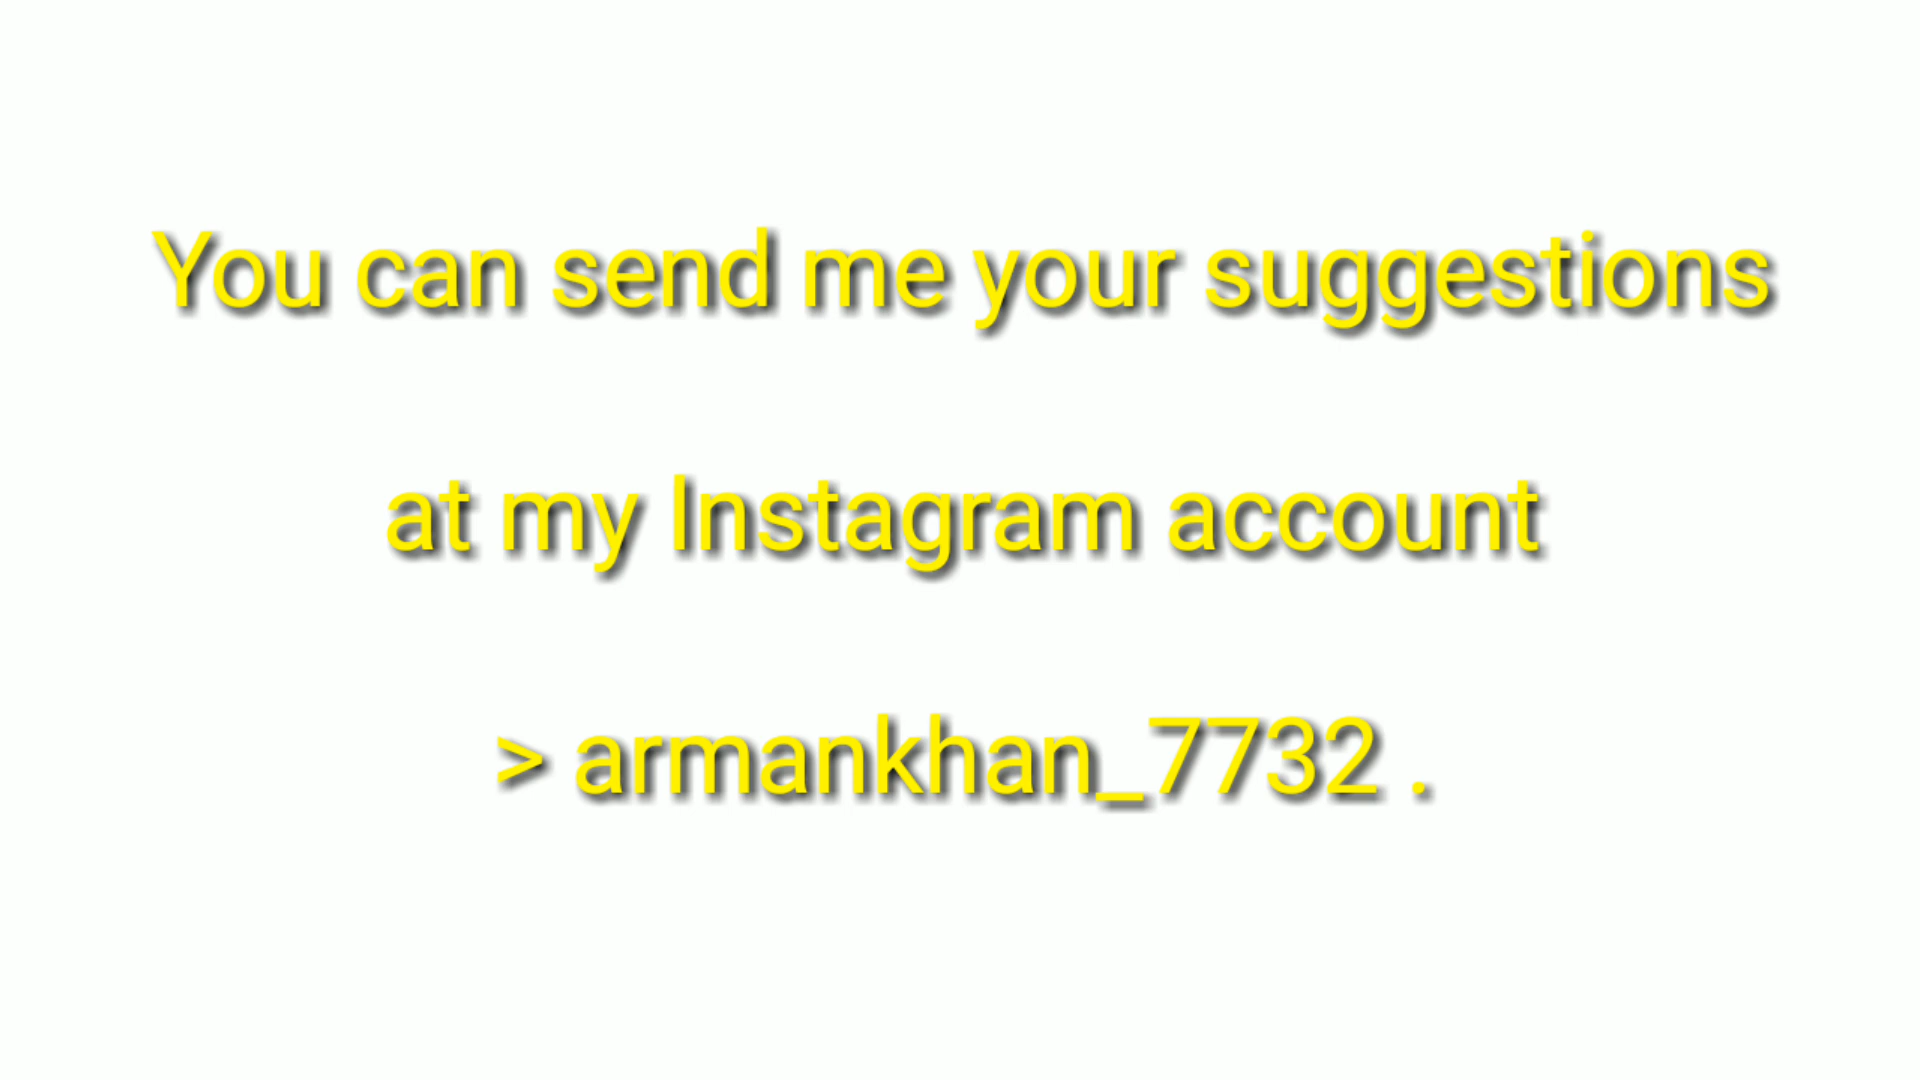 You can send me your suggestions
at my Instagram account
> armankhan_7732 .